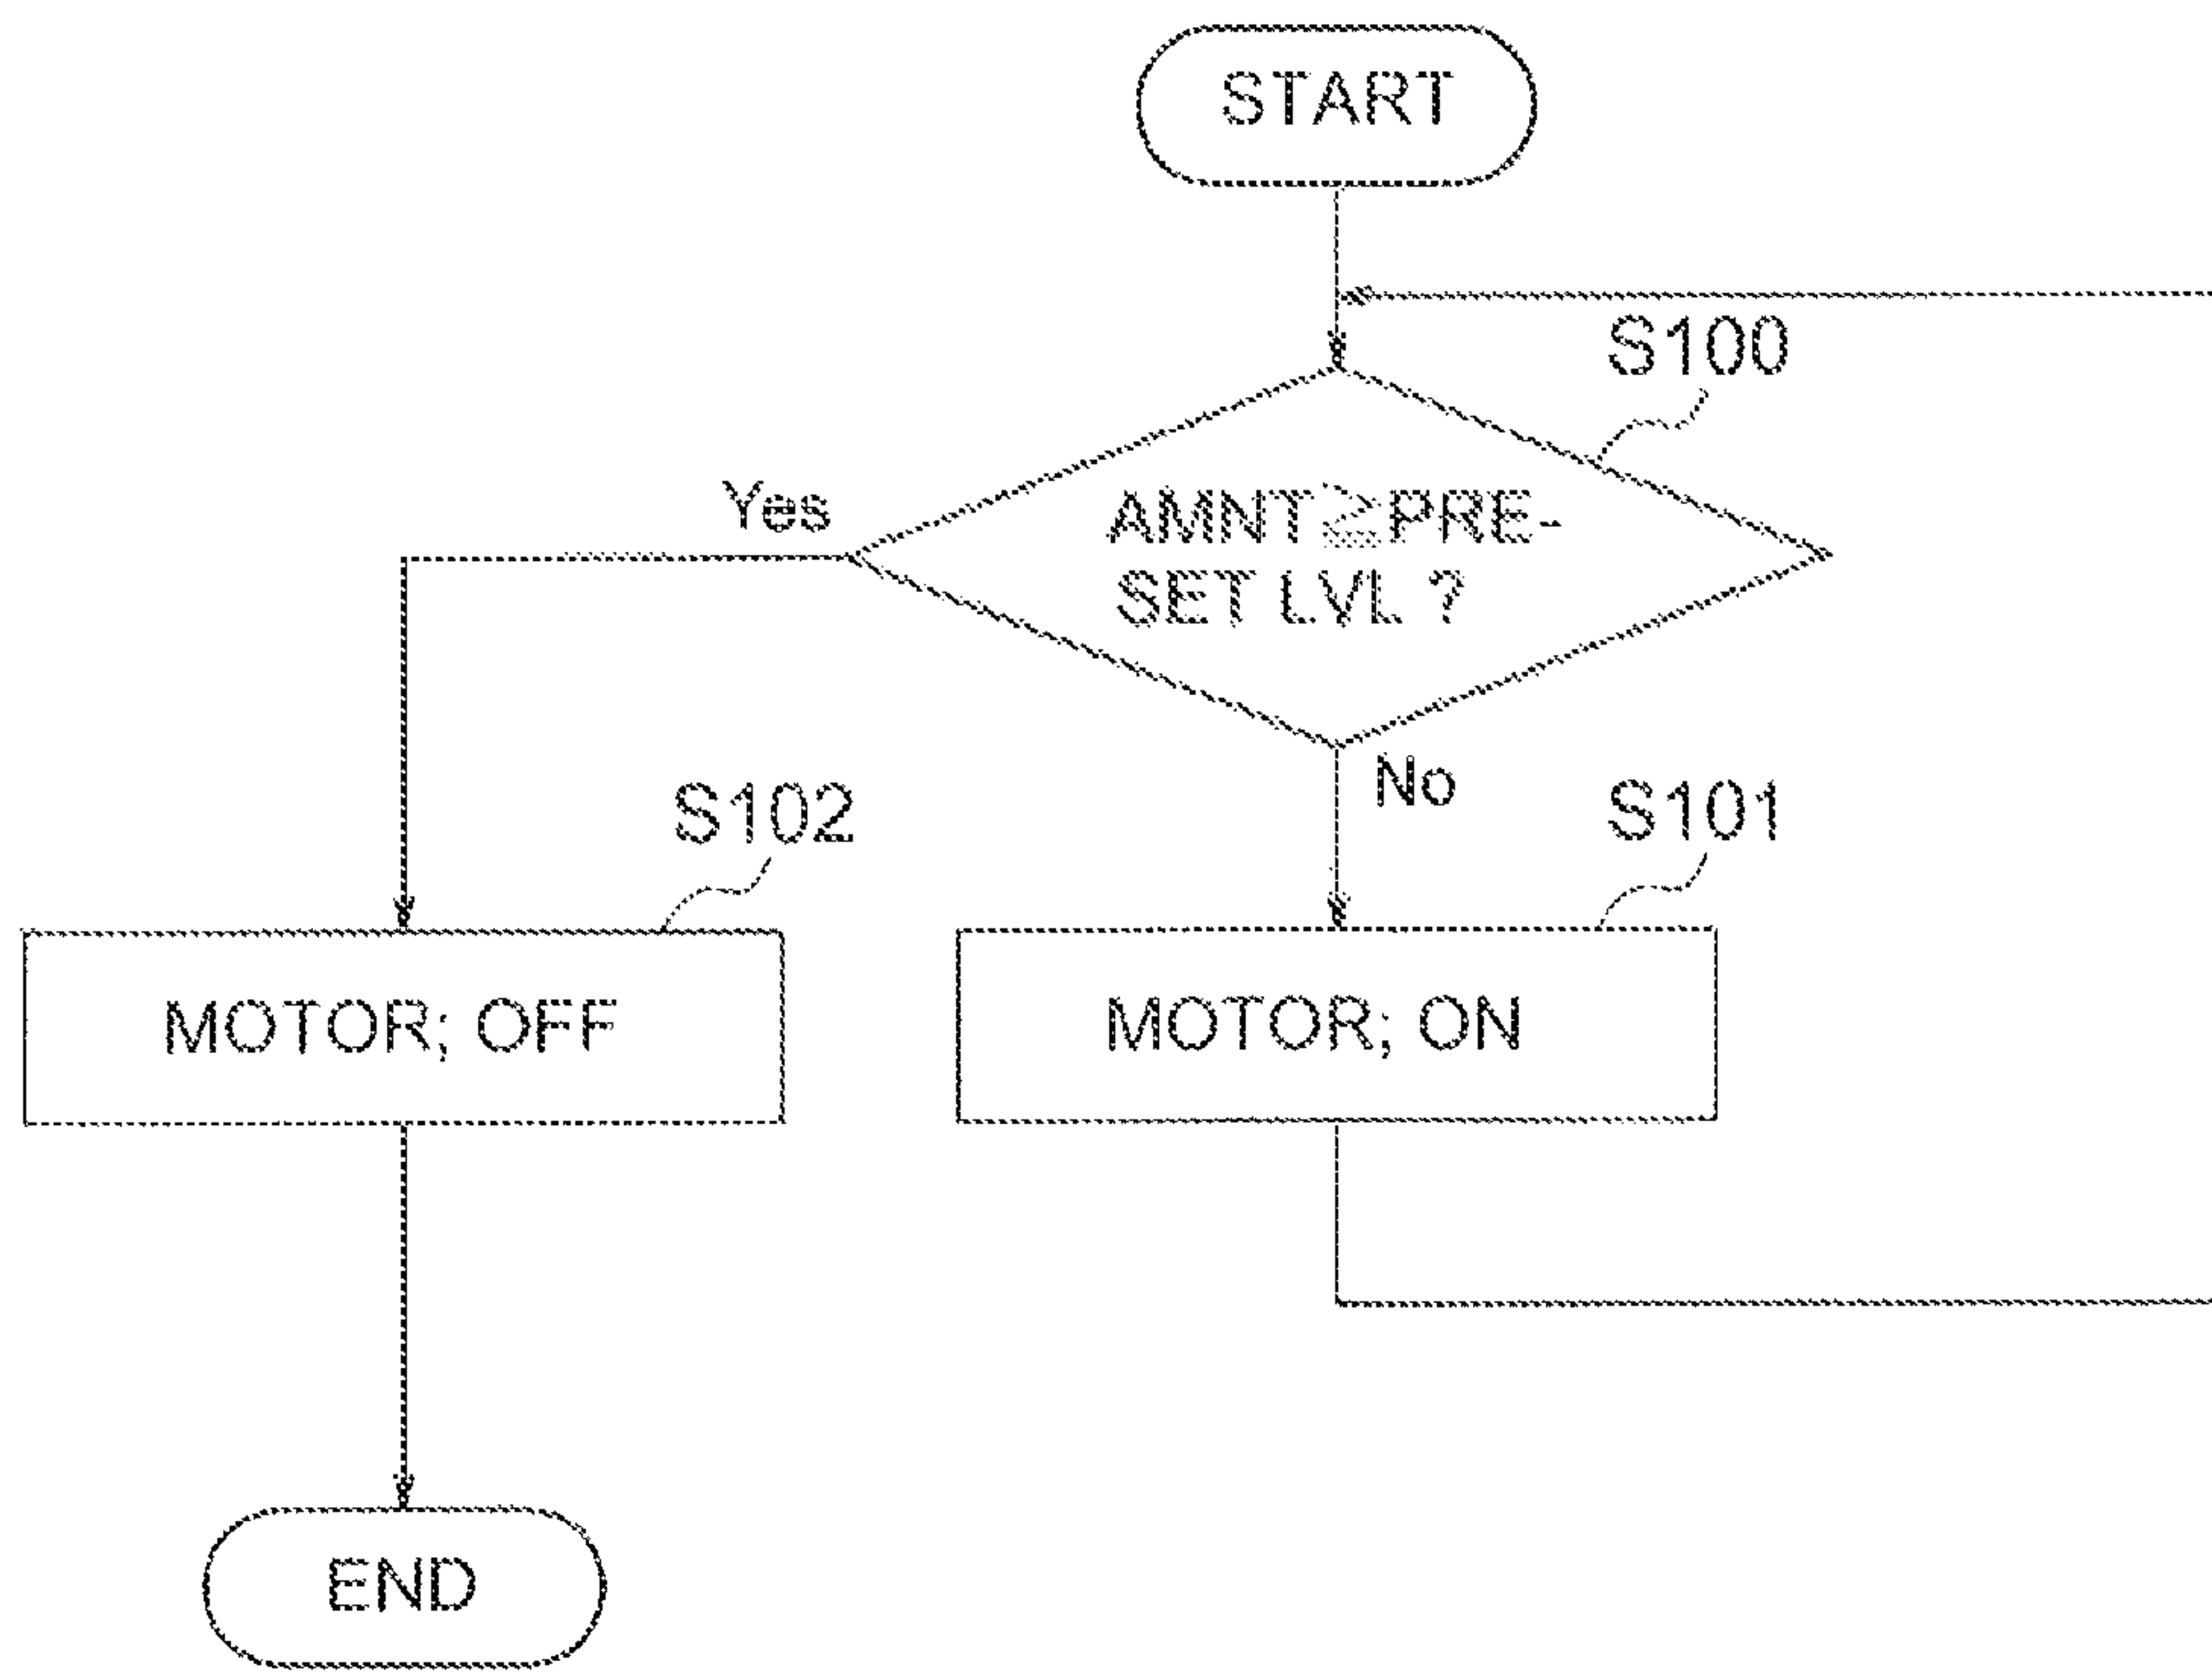 START
S100
Yes
AMNT≧PRE-
SET LVL ?
No
S102
S101
MOTOR; OFF
MOTOR; ON
END